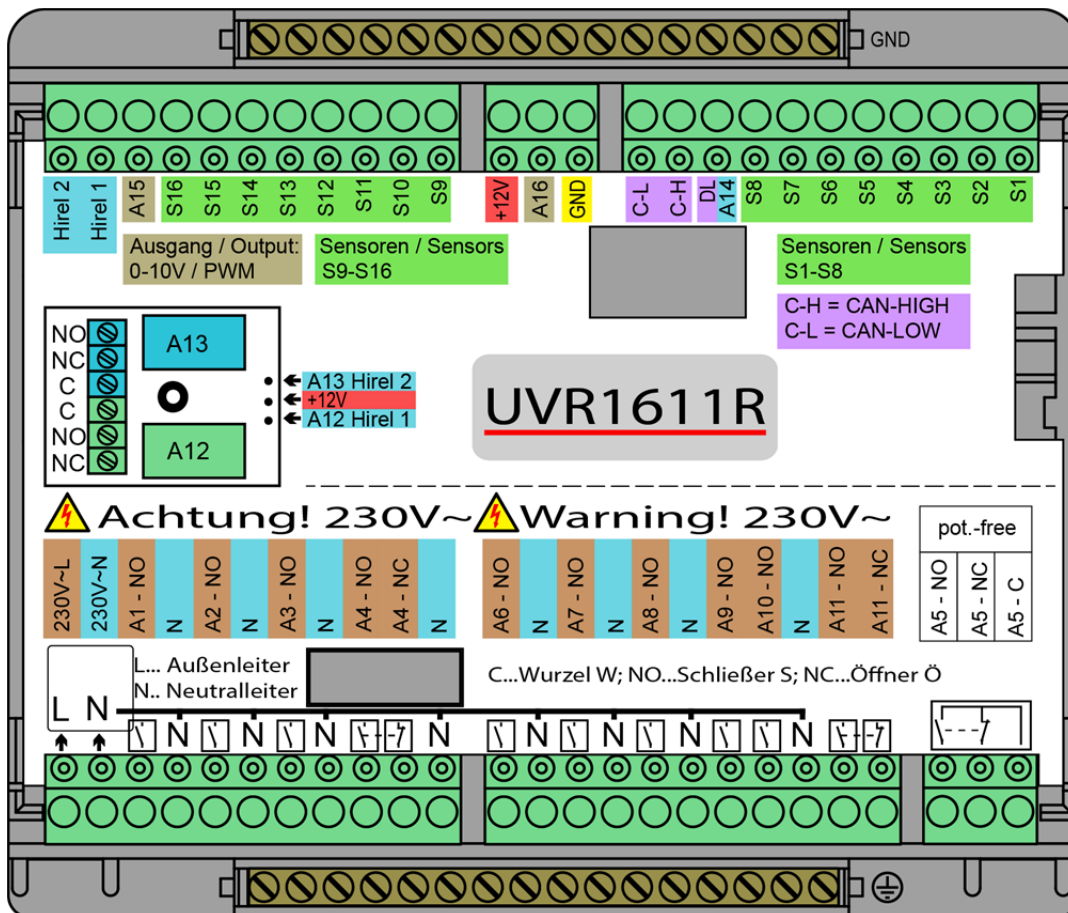 GND
Hirel 2
Hirel 1
A15
S16
S15
S14
S13
S12
S11
S10
S9
+12V
A16
GND
C-L
C-H
DL
A14
S8
S7
S6
S5
S4
S3
S2
S1
Ausgang / Output:
0-10V / PWM
Sensoren / Sensors
S9-S16
Sensoren / Sensors
S1-S8
C-H = CAN-HIGH
C-L = CAN-LOW
NO
NC
C
C
NO
NC
A13
A12
A13 Hirel 2
+12V
A12 Hirel 1
UVR1611R
Achtung! 230V~
Warning! 230V~
230V~L
230V~N
A1 - NO
N
A2 - NO
N
A3 - NO
N
A4 - NO
A4 - NC
N
A6 - NO
N
A7 - NO
N
A8 - NO
N
A9 - NO
A10 - NO
N
A11 - NO
A11 - NC
pot.-free
A5 - NO
A5 - NC
A5 - C
L... Außenleiter
N.. Neutralleiter
C...Wurzel W; NO...Schließer S; NC...Öffner Ö
L N N N N N N N N